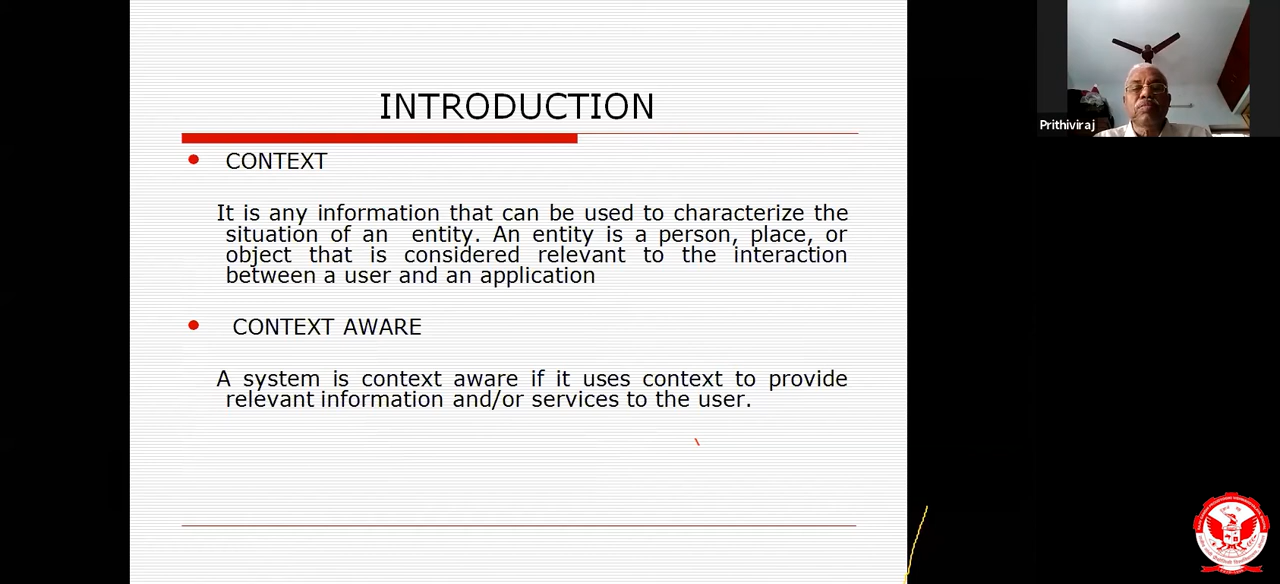 INTRODUCTION
CONTEXT
It is any information that can be used to characterize the
situation of an entity. An entity is a person, place, or
object that is considered relevant to the interaction
between a user and an application
CONTEXT AWARE
A system is context aware if it uses context to provide
relevant information and/or services to the user.
Prithiviraj